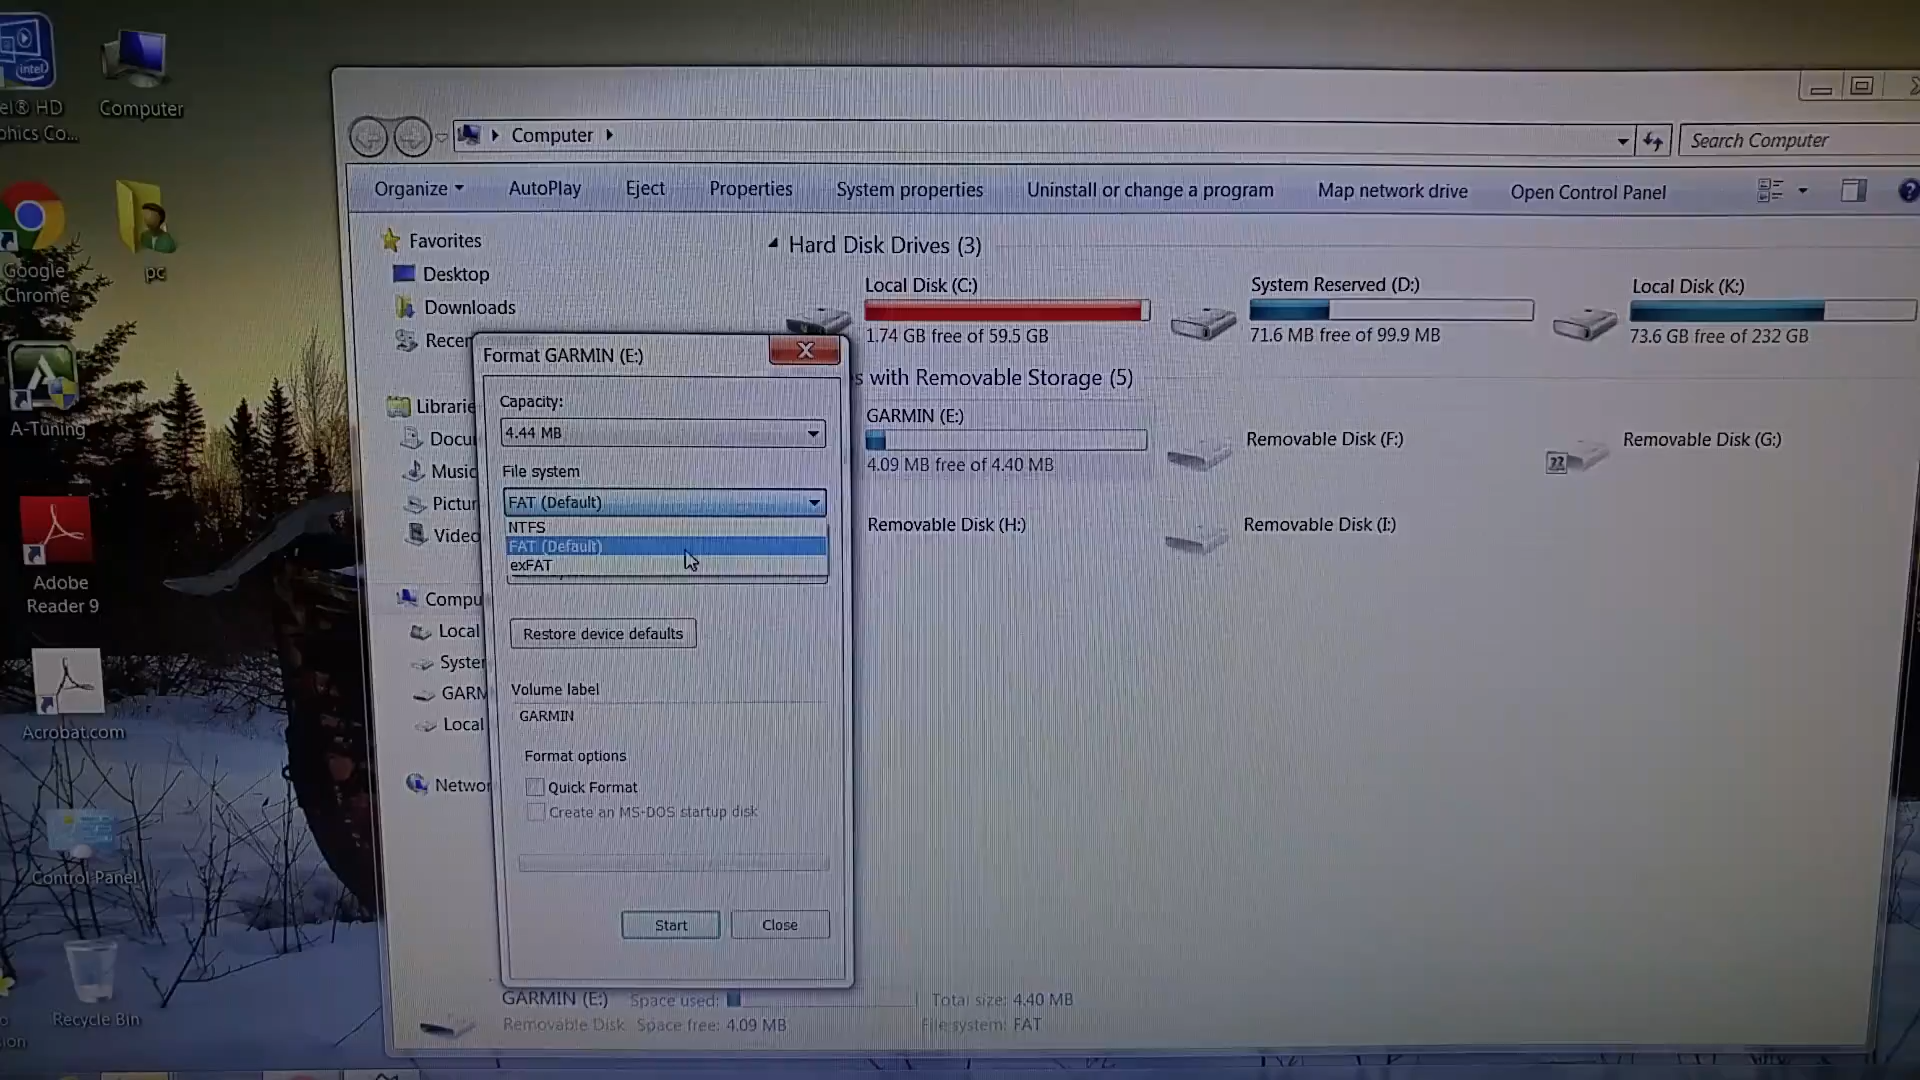 intel
el® HD
phics Co...
Computer
Google
Chrome
pc
A-Tuning
Adobe
Reader 9
Acrobat.com
Control Panel
Recycle Bin
Computer
Search Computer
Organize
AutoPlay
Eject
Properties
System properties
Uninstall or change a program
Map network drive
Open Control Panel
?
Favorites
Desktop
Downloads
Recen
Librarie
Docu
Music
Pictur
Video
Compu
Local
Syster
GARM
Local
Networ
Hard Disk Drives (3)
Local Disk (C:)
1.74 GB free of 59.5 GB
System Reserved (D:)
71.6 MB free of 99.9 MB
Local Disk (K:)
73.6 GB free of 232 GB
s with Removable Storage (5)
GARMIN (E:)
4.09 MB free of 4.40 MB
Removable Disk (F:)
??
Removable Disk (G:)
Removable Disk (H:)
Removable Disk (I:)
Format GARMIN (E:)
X
Capacity:
4.44 MB
File system
FAT (Default)
NTFS
FAT (Default)
exFAT
Restore device defaults
Volume label
GARMIN
Format options
Quick Format
Create an MS-DOS startup disk
Start
Close
GARMIN (E:) Space used: Total size: 4.40 MB
Removable Disk Space free: 4.09 MB File system: FAT